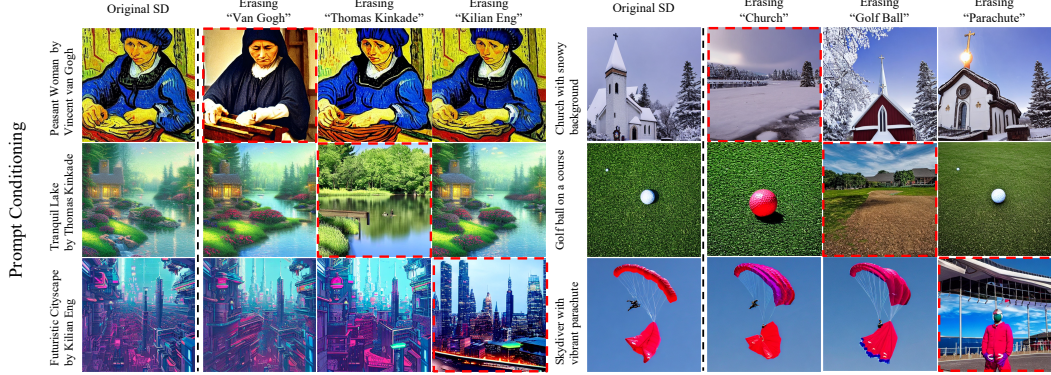 Original SD
Erasing
“Van Gogh”
Erasing
“Thomas Kinkade”
Erasing
“Kilian Eng”
Original SD
Erasing
“Church”
Erasing
“Golf Ball”
Erasing
“Parachute”
Prompt Conditioning
Peasant Woman by
Vincent van Gogh
Tranquil Lake
by Thomas Kinkade
Futuristic Cityscape
by Kilian Eng
Church with snowy
background
Golf ball on a course
Skydiver with
vibrant parachute